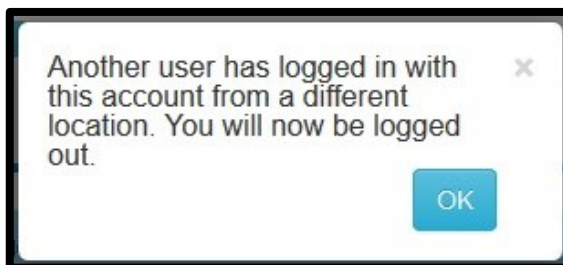 Another user has logged in with
this account from a different
location. You will now be logged
out.
OK